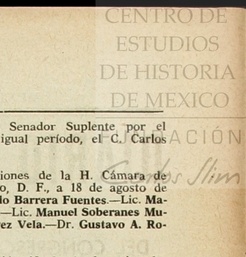 CENTRO DE
ESTUDIOS
DE HISTORIA
DE MEXICO
Senador Suplente por el
igual período, el C. Carlos
FUNDACIÓN
Carlos Slim
iones de la H. Cámara de
o, D. F., a 18 de agosto de
lo Barrera Fuentes.—Lic. Ma-
—Lic. Manuel Soberanes Mu-
ez Vela.—Dr. Gustavo A. Ro-